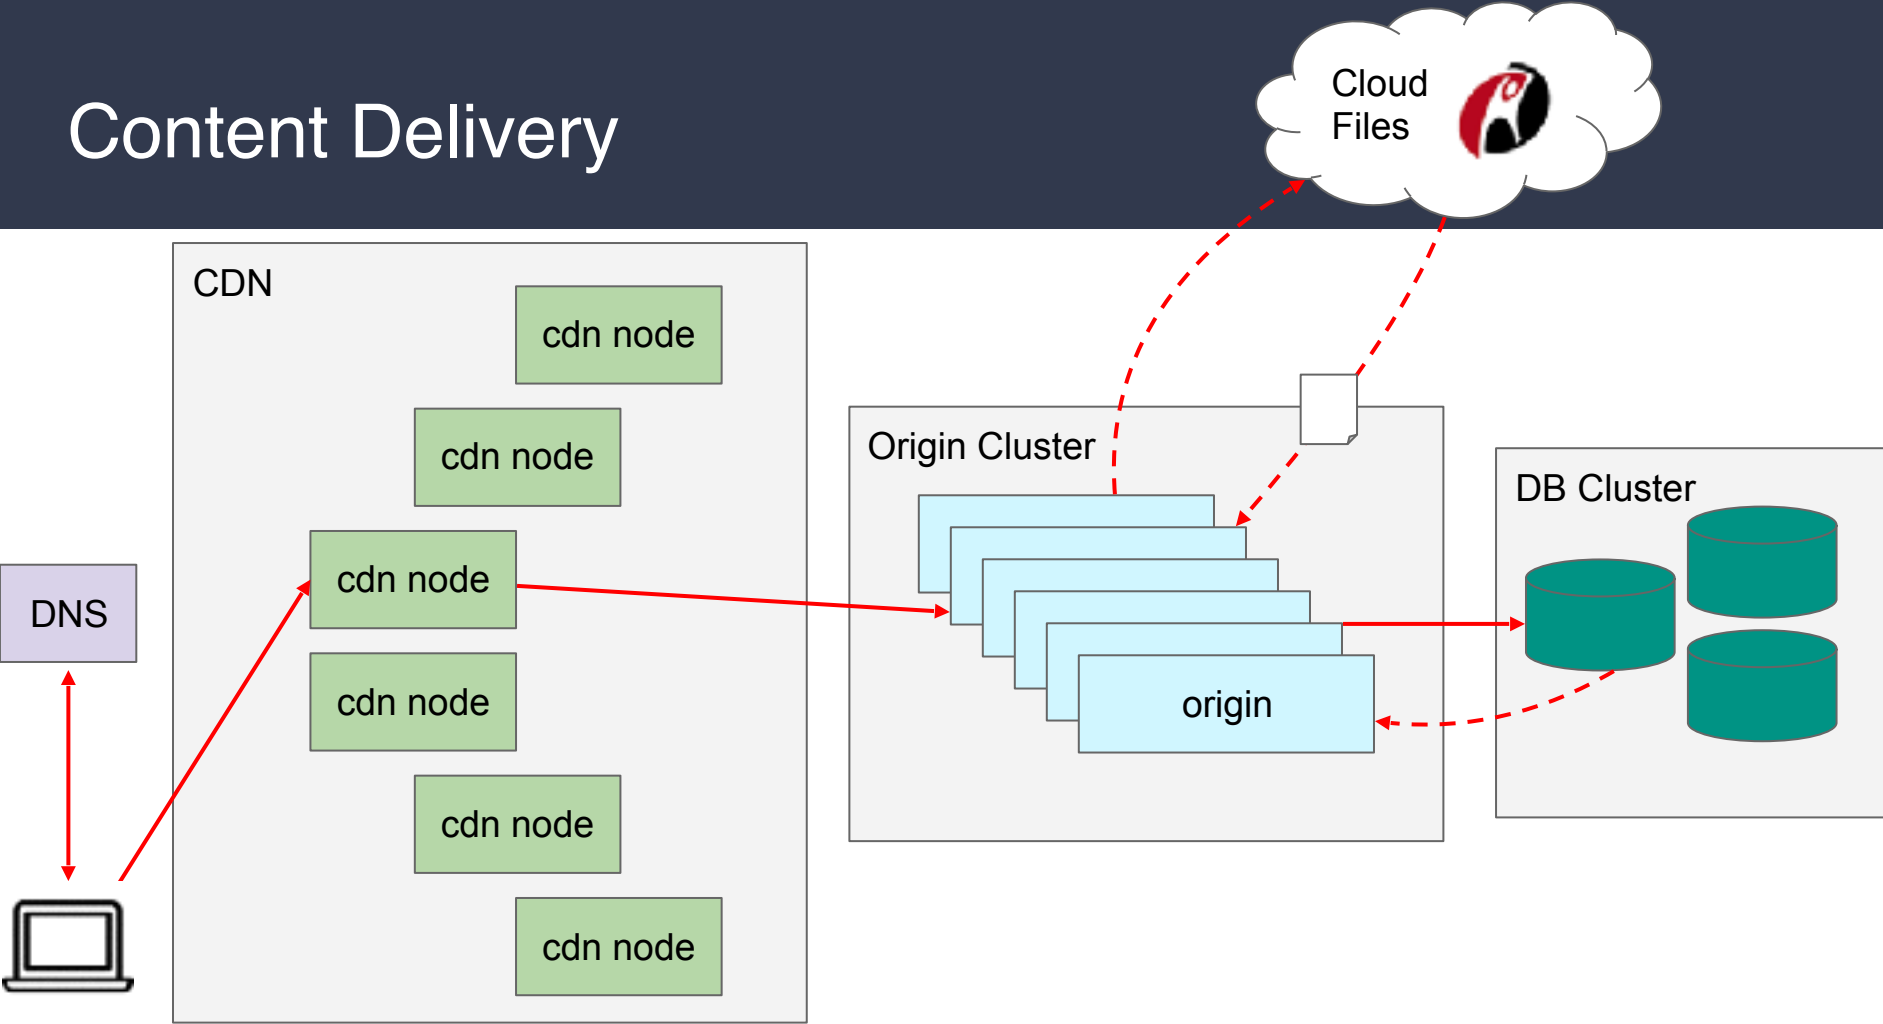 Content Delivery
Cloud
Files
CDN
cdn node
cdn node
cdn node
cdn node
cdn node
cdn node
DNS
Origin Cluster
origin
DB Cluster